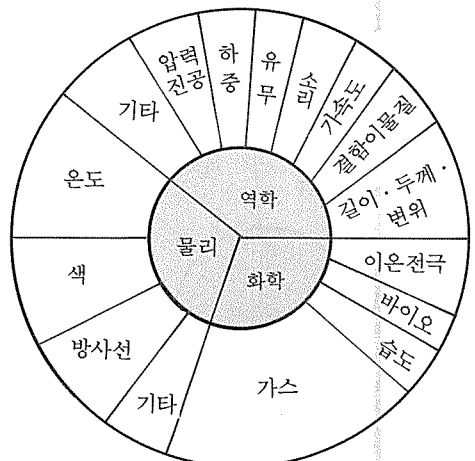 압력
진공
하
중
유
무
소
리
가속도
결함이물질
길이 · 두께 ·
변위
기타
온도
색
방사선
기타
가스
습도
바이오
이온전극
역학
물리
화학